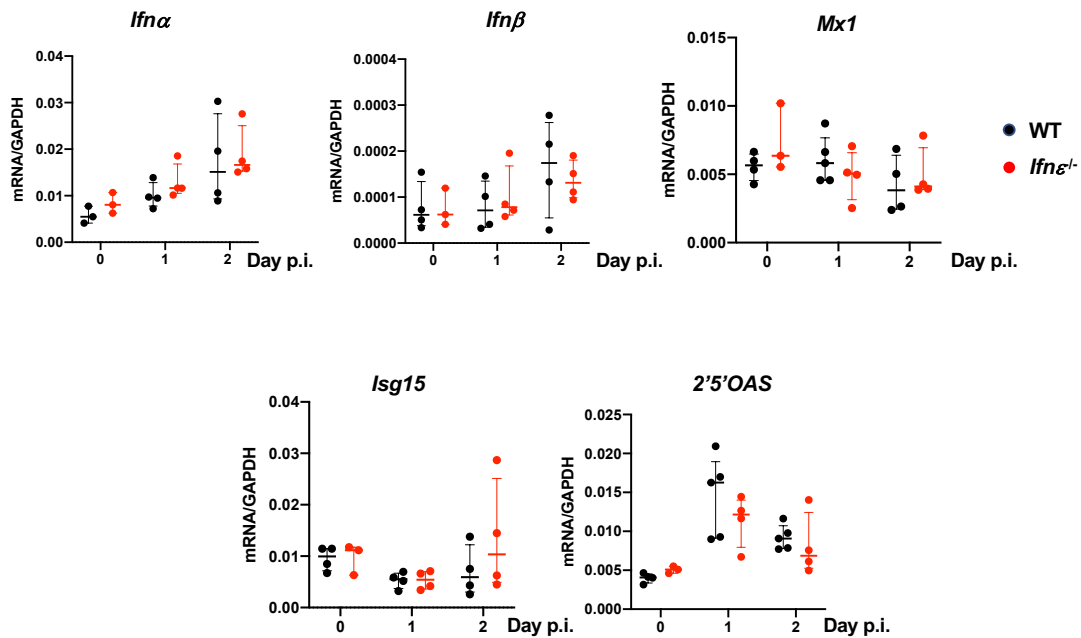 Ifnα
mRNA/GAPDH
0.04
0.03
0.02
0.01
0.00
0 1 2 Day p.i.
Ifnβ
mRNA/GAPDH
0.0004
0.0003
0.0002
0.0001
0.0000
0 1 2 Day p.i.
Mx1
mRNA/GAPDH
0.015
0.010
0.005
0.000
0 1 2 Day p.i.
WT
Ifnε-/-
Isg15
mRNA/GAPDH
0.04
0.03
0.02
0.01
0.00
0 1 2 Day p.i.
2’5’OAS
mRNA/GAPDH
0.025
0.020
0.015
0.010
0.005
0.000
0 1 2 Day p.i.